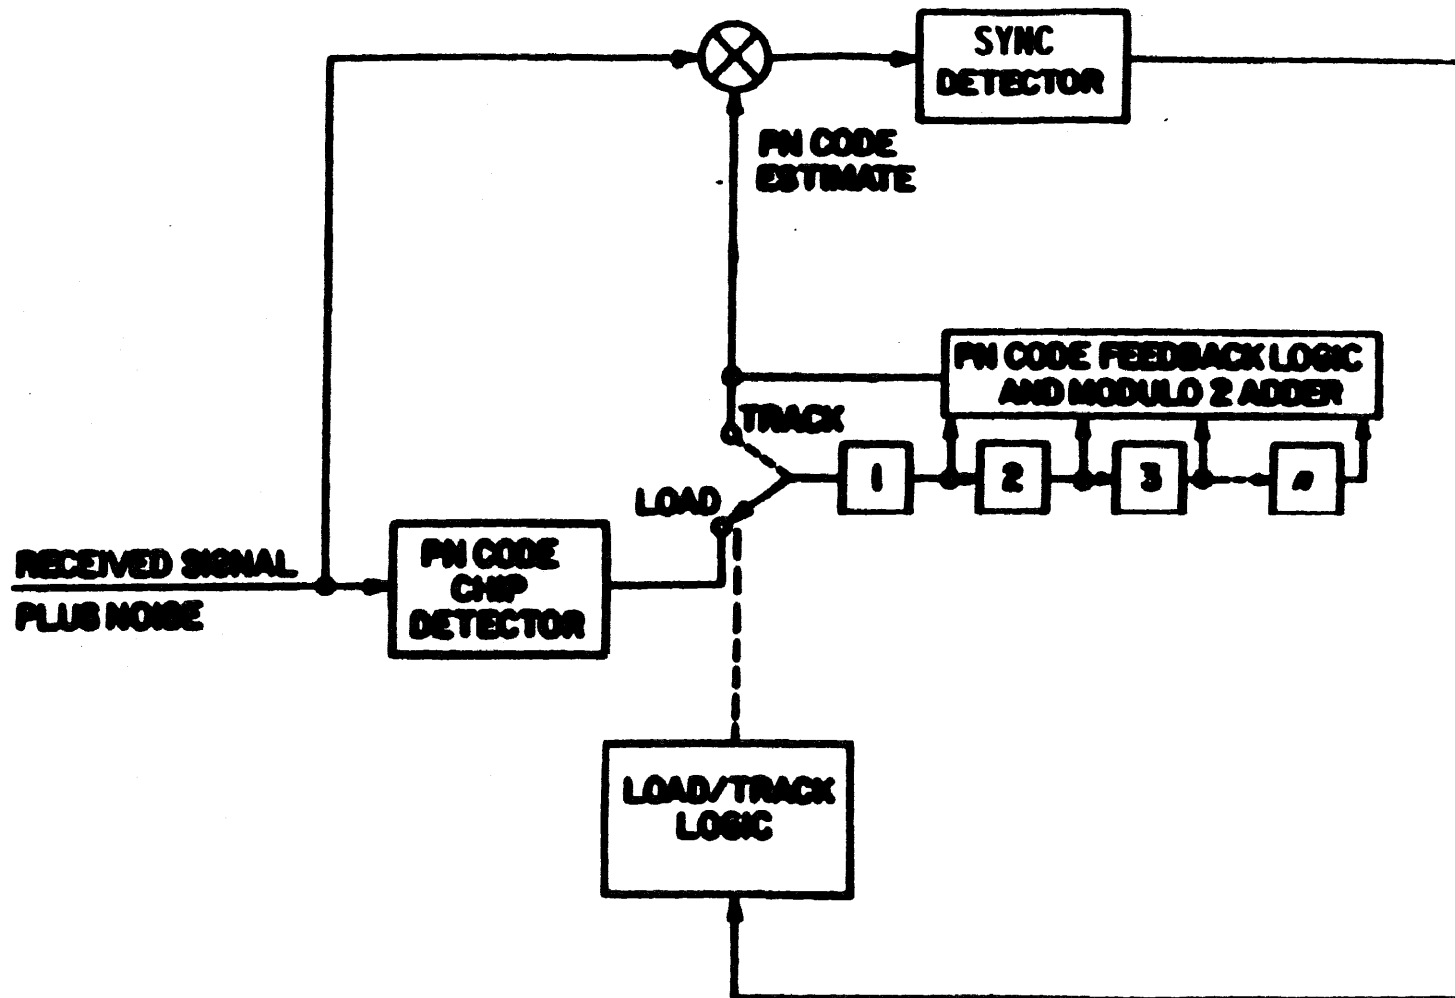 SYNC
DETECTOR
PN CODE
ESTIMATE
PN CODE FEEDBACK LOGIC
AND MODULO 2 ADDER
TRACK
1
2
3
n
LOAD
RECEIVED SIGNAL
PLUS NOISE
PN CODE
CHIP
DETECTOR
LOAD/TRACK
LOGIC